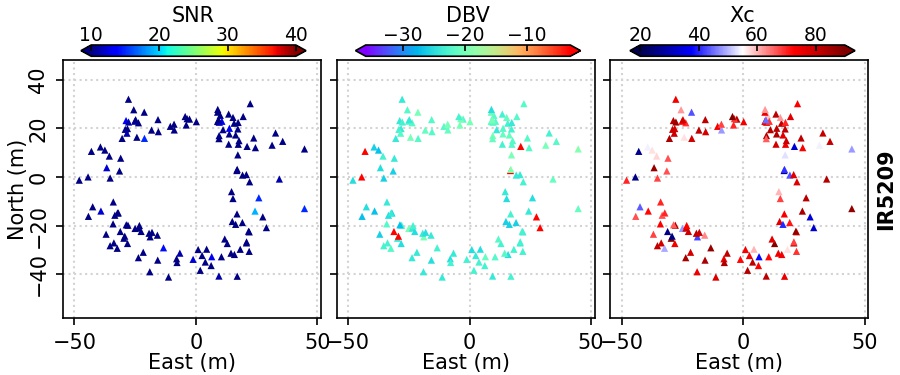 SNR DBV Xc
10 20 30 40 −30 −20 −10 20 40 60 80
40
20
0
−20
−40
North (m)
IR5209
−50 0 50 −50 0 50 −50 0 50
East (m) East (m) East (m)